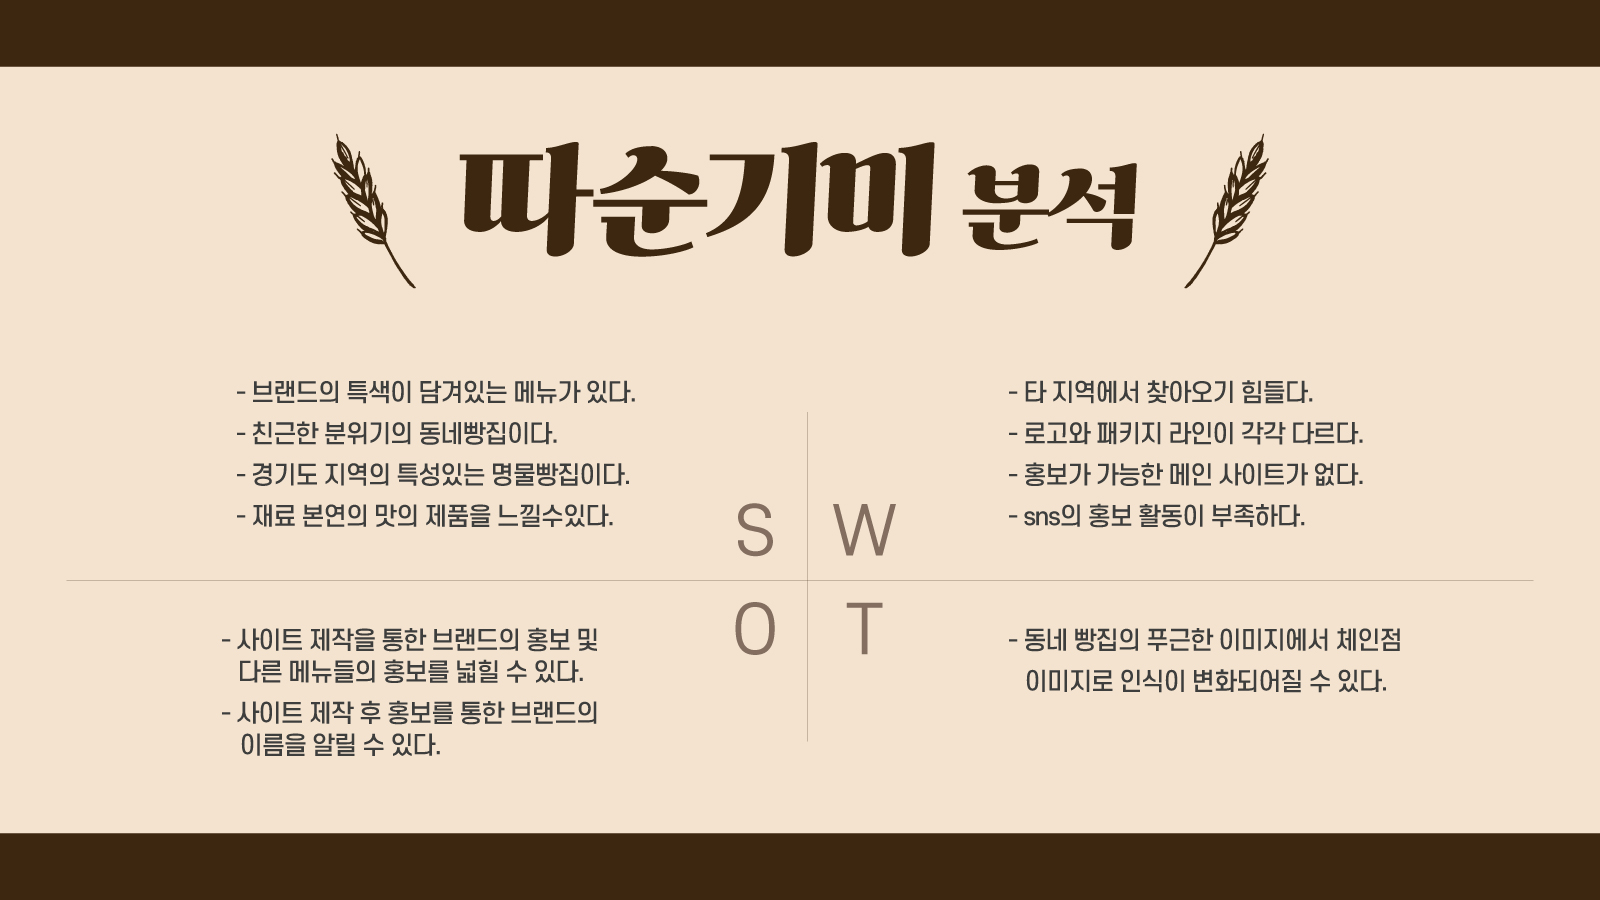 따순기미 분석
- 브랜드의 특색이 담겨있는 메뉴가 있다.
- 친근한 분위기의 동네빵집이다.
- 경기도 지역의 특성있는 명물빵집이다.
- 재료 본연의 맛의 제품을 느낄수있다.
S
- 타 지역에서 찾아오기 힘들다.
- 로고와 패키지 라인이 각각 다르다.
- 홍보가 가능한 메인 사이트가 없다.
- sns의 홍보 활동이 부족하다.
W
- 사이트 제작을 통한 브랜드의 홍보 및
다른 메뉴들의 홍보를 넓힐 수 있다.
- 사이트 제작 후 홍보를 통한 브랜드의
이름을 알릴 수 있다.
O
- 동네 빵집의 푸근한 이미지에서 체인점
이미지로 인식이 변화되어질 수 있다.
T